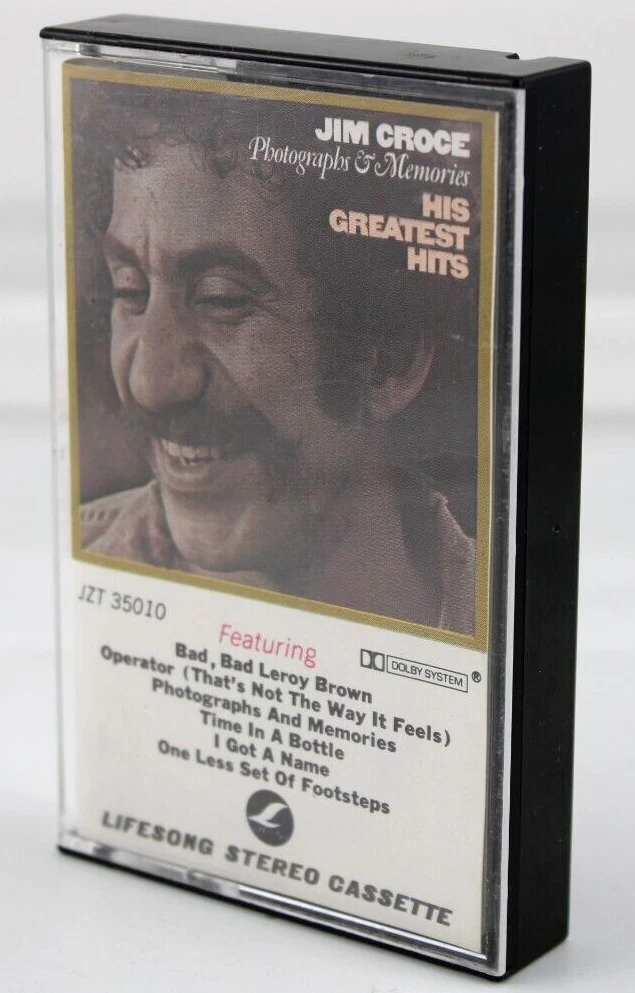 JIM CROCE
Photographs & Memories
HIS
GREATEST
HITS
JZT 35010
Featuring
DOLBY SYSTEM ®
Bad, Bad Leroy Brown
Operator (That's Not The Way It Feels)
Photographs And Memories
Time In A Bottle
I Got A Name
One Less Set Of Footsteps
LIFESONG STEREO CASSETTE